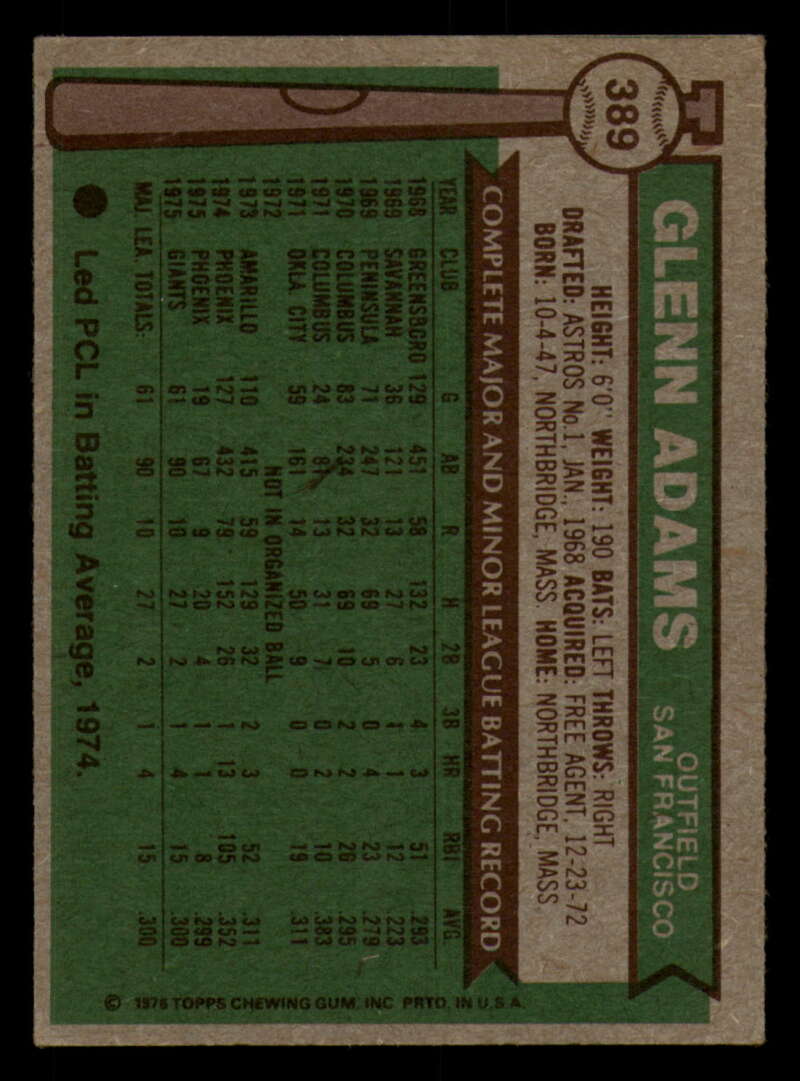 389
GLENN ADAMS
OUTFIELD
SAN FRANCISCO
HEIGHT: 6'0" WEIGHT: 190 BATS: LEFT THROWS: RIGHT
DRAFTED: ASTROS No.1, JAN., 1968 ACQUIRED: FREE AGENT, 12-23-72
BORN: 10-4-47, NORTHBRIDGE, MASS. HOME: NORTHBRIDGE, MASS
COMPLETE MAJOR AND MINOR LEAGUE BATTING RECORD
YEAR CLUB G AB R H 2B 3B HR RBI AVG.
1968 GREENSBORO 129 451 58 132 23 4 3 51 .293
1969 SAVANNAH 36 121 13 27 6 1 1 12 .223
1969 PENINSULA 71 247 32 69 5 0 4 23 .279
1970 COLUMBUS 83 234 32 69 10 2 2 26 .295
1971 COLUMBUS 24 81 13 31 7 0 2 10 .383
1971 OKLA CITY 59 161 14 50 9 0 0 19 .311
1972 NOT IN ORGANIZED BALL
1973 AMARILLO 110 415 59 129 32 2 3 52 .311
1974 PHOENIX 127 432 79 152 26 1 13 105 .352
1975 PHOENIX 19 67 9 20 4 1 1 8 .299
1975 GIANTS 61 90 10 27 2 1 4 15 .300
MAJ. LEA. TOTALS: 61 90 10 27 2 1 4 15 .300
● Led PCL in Batting Average, 1974.
© 1976 TOPPS CHEWING GUM, INC. PRTD. IN U.S.A.